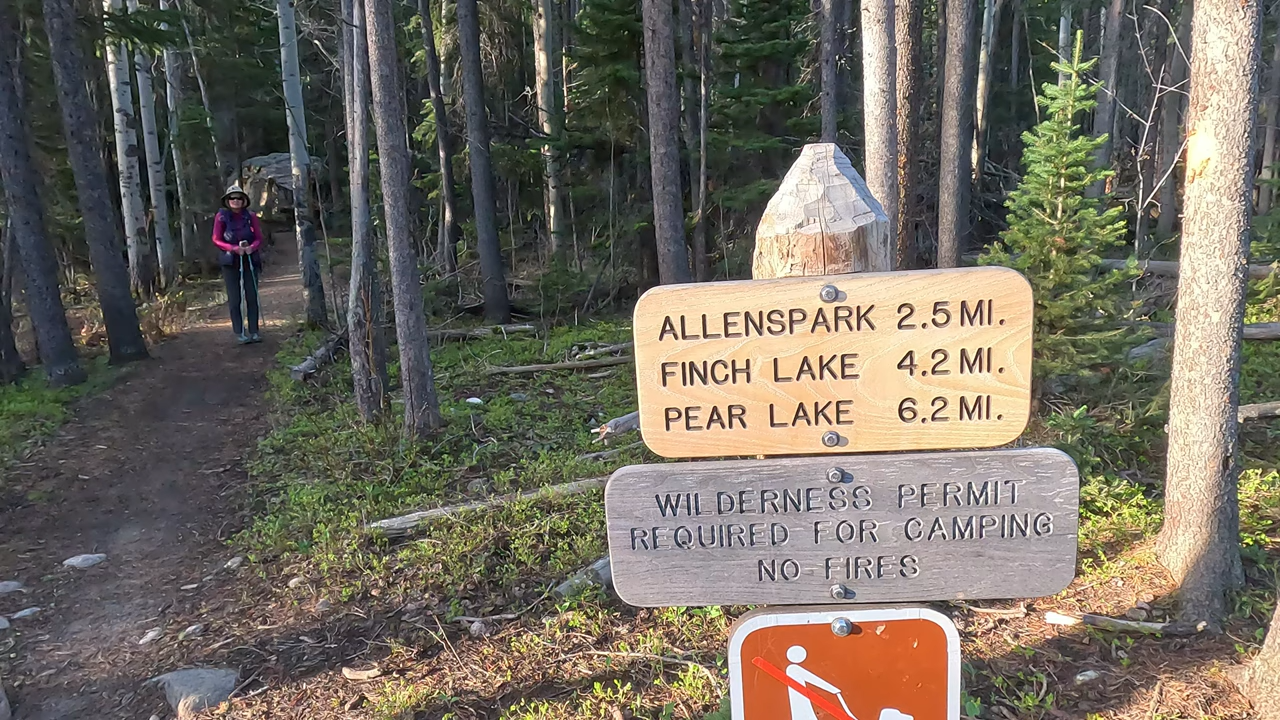 ALLENSPARK 2.5 MI.
FINCH LAKE 4.2 MI.
PEAR LAKE 6.2 MI.
WILDERNESS PERMIT
REQUIRED FOR CAMPING
NO FIRES